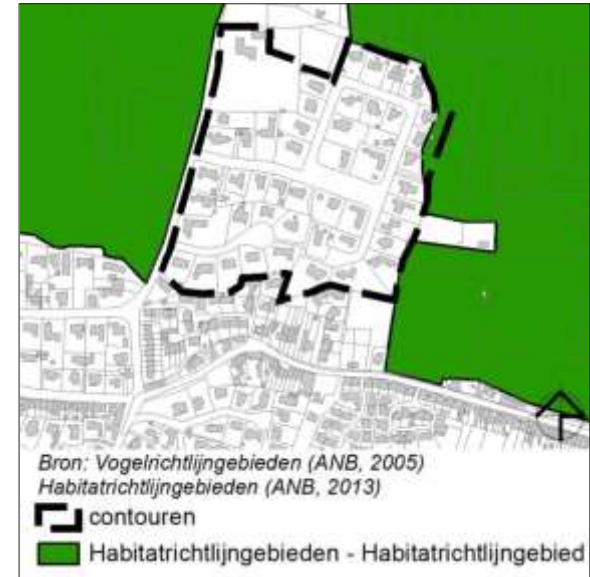 Bron: Vogelrichtlijngebieden (ANB, 2005)
Habitatrichtlijngebieden (ANB, 2013)
contouren
Habitatrichtlijngebieden - Habitatrichtlijngebied